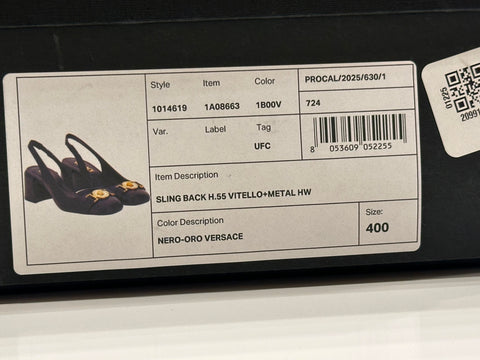 Style Item Color
1014619 1A08663 1B00V
PROCAL/2025/630/1
724
Var. Label Tag
UFC
8 053609 052255
Item Description
SLING BACK H.55 VITELLO+METAL HW
Color Description
NERO-ORO VERSACE
Size:
400
01225